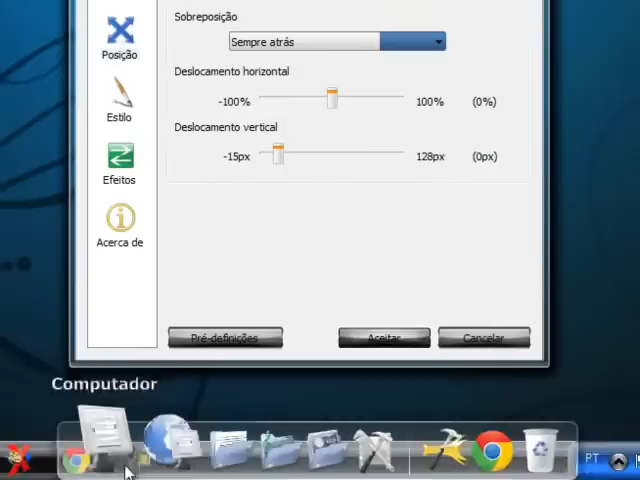 Sobreposição
Sempre atrás
Posição
Deslocamento horizontal
-100% 100% (0%)
Estilo
Deslocamento vertical
-15px 128px (0px)
Efeitos
Acerca de
Pré-definições Aceitar Cancelar
Computador
PT